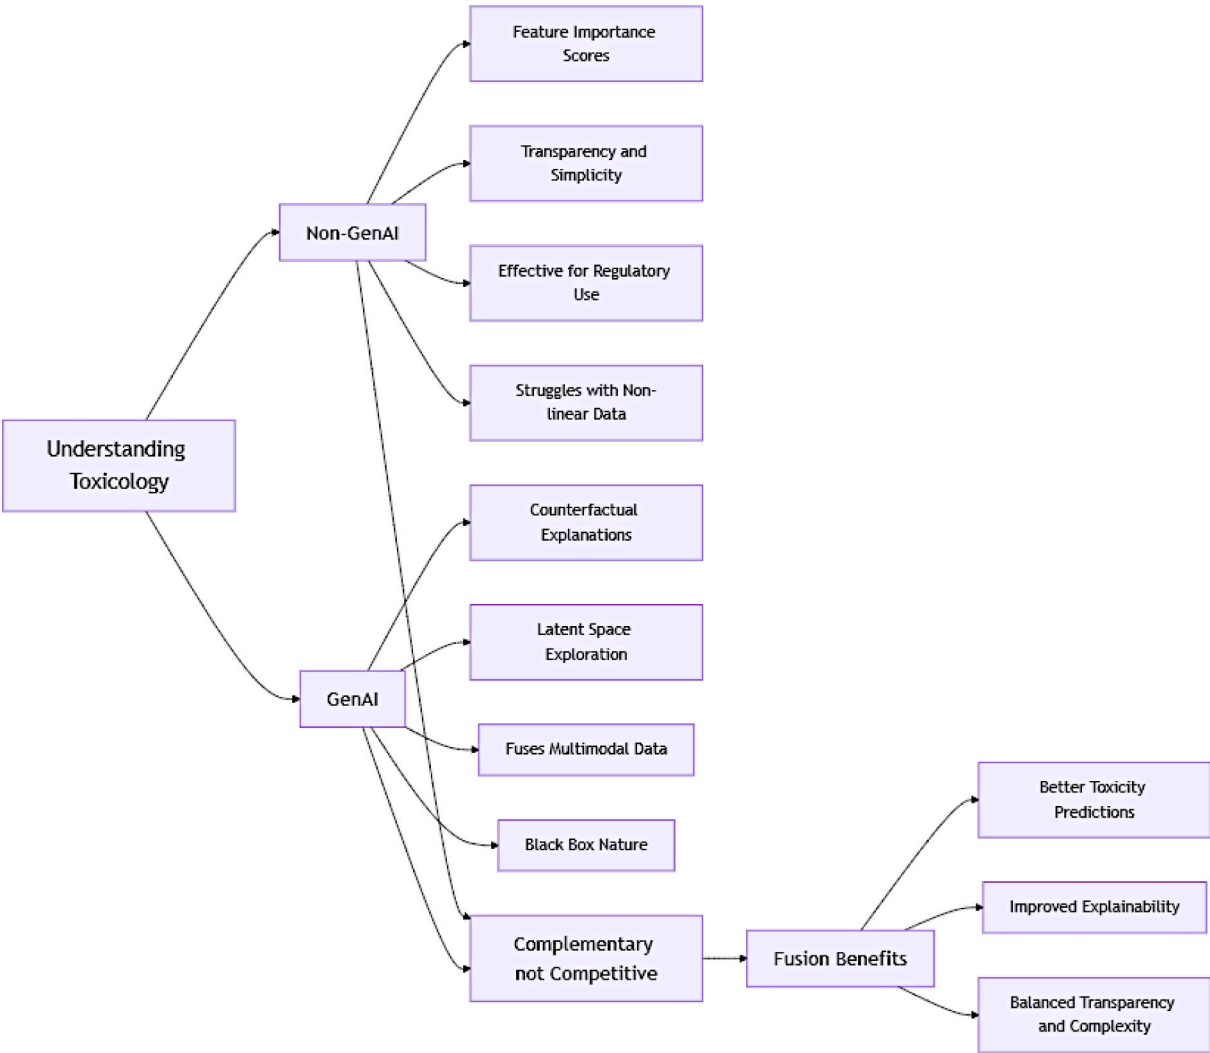 Feature Importance
Scores
Transparency and
Simplicity
Non-GenAI
Effective for Regulatory
Use
Struggles with Non-
linear Data
Understanding
Toxicology
Counterfactual
Explanations
Latent Space
Exploration
GenAI
Fuses Multimodal Data
Black Box Nature
Complementary
not Competitive
Fusion Benefits
Better Toxicity
Predictions
Improved Explainability
Balanced Transparency
and Complexity